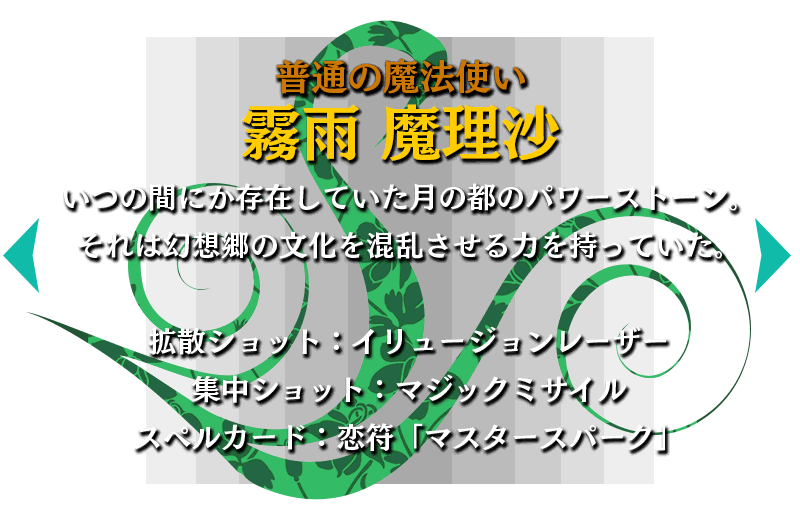 普通の魔法使い
霧雨 魔理沙
いつの間にか存在していた月の都のパワーストーン。
それは幻想郷の文化を混乱させる力を持っていた。
拡散ショット：イリュージョンレーザー
集中ショット：マジックミサイル
スペルカード：恋符「マスタースパーク」